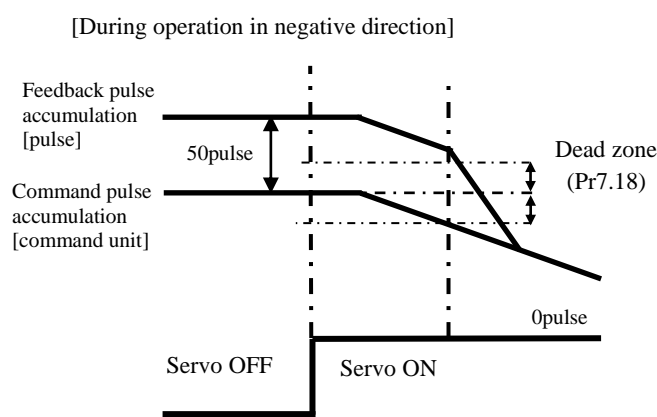 [During operation in negative direction]
Feedback pulse
accumulation
[pulse]
50pulse
Dead zone
(Pr7.18)
Command pulse
accumulation
[command unit]
0pulse
Servo OFF
Servo ON